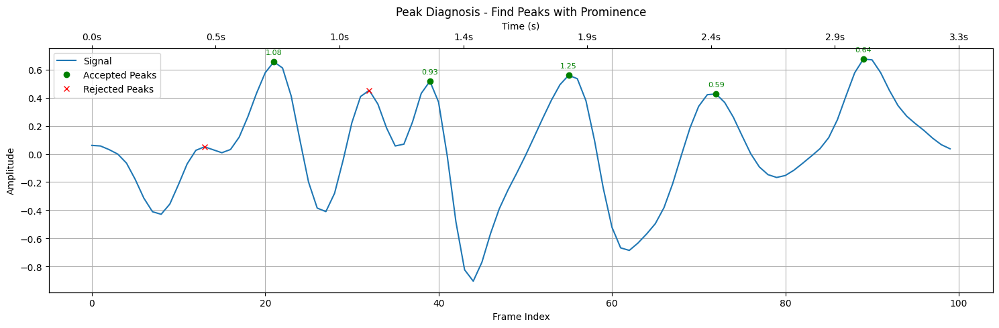 Peak Diagnosis - Find Peaks with Prominence
Time (s)
0.0s 0.5s 1.0s 1.4s 1.9s 2.4s 2.9s 3.3s
Signal
Accepted Peaks
Rejected Peaks
1.08
0.93
1.25
0.59
0.64
Amplitude
0.6
0.4
0.2
0.0
−0.2
−0.4
−0.6
−0.8
0 20 40 60 80 100
Frame Index